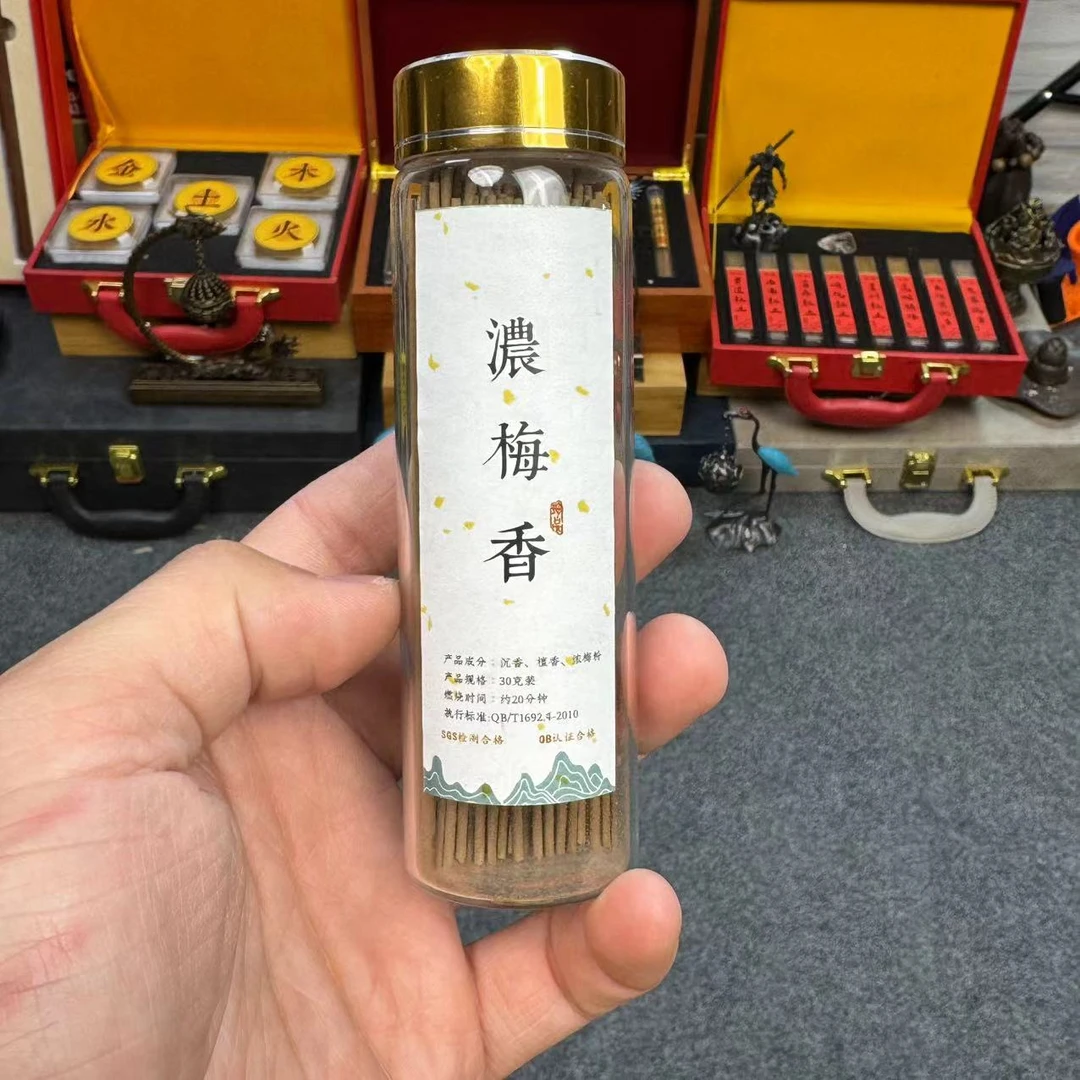 濃梅香
产品成分：沉香、檀香、浓梅粉
产品规格：30克装
燃烧时间：约20分钟
执行标准:QB/T1692.4-2010
SGS检测合格 QB认证合格
金
木
土
水
火